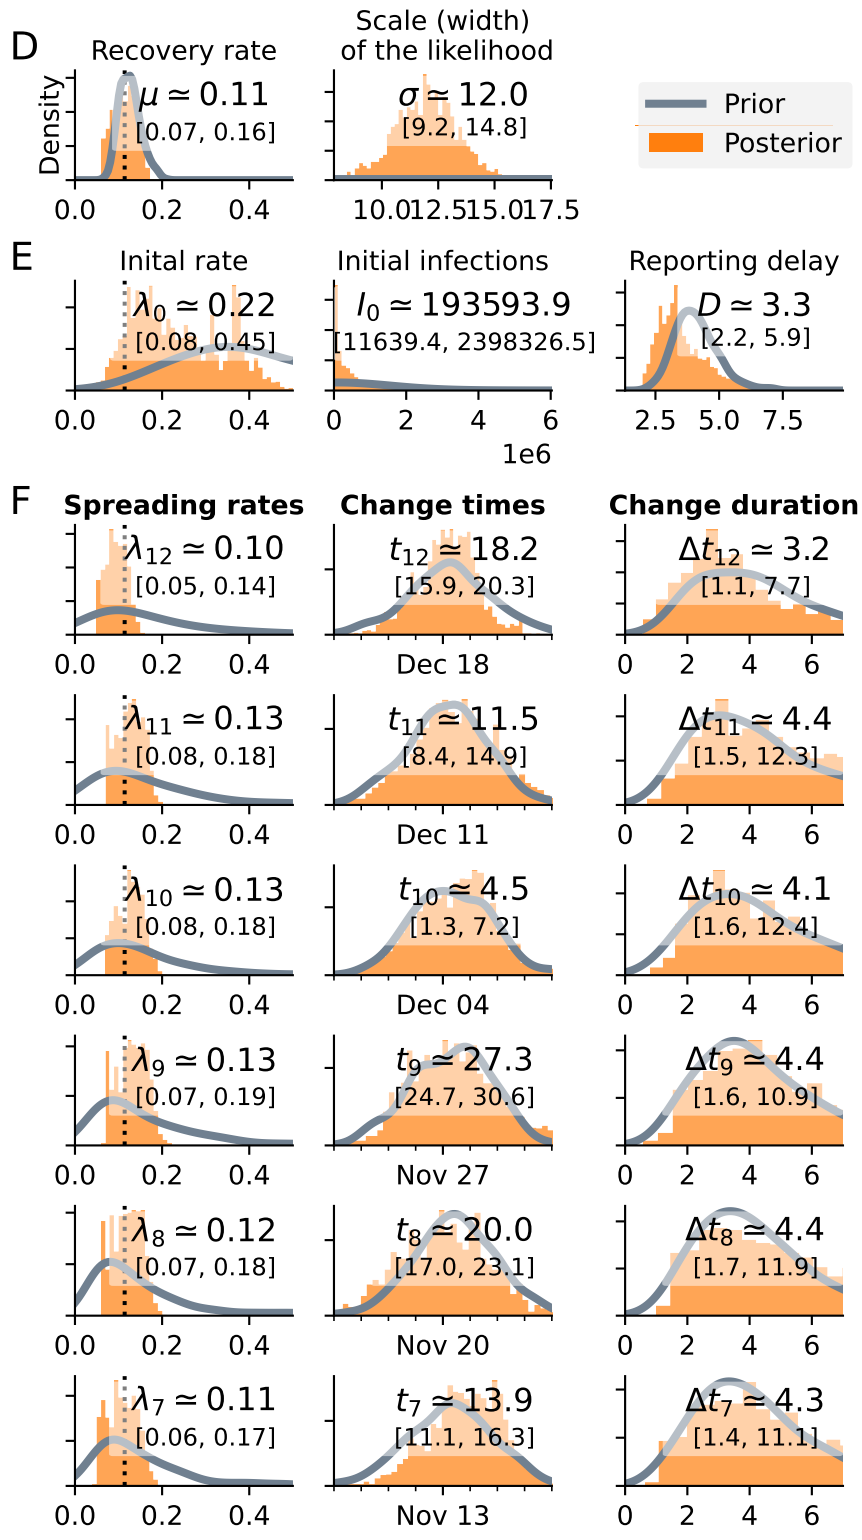 D
Recovery rate
Scale (width)
of the likelihood
Density
μ ≃ 0.11
[0.07, 0.16]
0.0 0.2 0.4
σ ≃ 12.0
[9.2, 14.8]
10.0 12.5 15.0 17.5
Prior
Posterior
E
Inital rate
λ0 ≃ 0.22
[0.08, 0.45]
0.0 0.2 0.4
Initial infections
I0 ≃ 193593.9
[11639.4, 2398326.5]
0 2 4 6
1e6
Reporting delay
D ≃ 3.3
[2.2, 5.9]
2.5 5.0 7.5
F
Spreading rates Change times Change duration
λ12 ≃ 0.10
[0.05, 0.14]
0.0 0.2 0.4
t12 ≃ 18.2
[15.9, 20.3]
Dec 18
Δt12 ≃ 3.2
[1.1, 7.7]
0 2 4 6
λ11 ≃ 0.13
[0.08, 0.18]
0.0 0.2 0.4
t11 ≃ 11.5
[8.4, 14.9]
Dec 11
Δt11 ≃ 4.4
[1.5, 12.3]
0 2 4 6
λ10 ≃ 0.13
[0.08, 0.18]
0.0 0.2 0.4
t10 ≃ 4.5
[1.3, 7.2]
Dec 04
Δt10 ≃ 4.1
[1.6, 12.4]
0 2 4 6
λ9 ≃ 0.13
[0.07, 0.19]
0.0 0.2 0.4
t9 ≃ 27.3
[24.7, 30.6]
Nov 27
Δt9 ≃ 4.4
[1.6, 10.9]
0 2 4 6
λ8 ≃ 0.12
[0.07, 0.18]
0.0 0.2 0.4
t8 ≃ 20.0
[17.0, 23.1]
Nov 20
Δt8 ≃ 4.4
[1.7, 11.9]
0 2 4 6
λ7 ≃ 0.11
[0.06, 0.17]
0.0 0.2 0.4
t7 ≃ 13.9
[11.1, 16.3]
Nov 13
Δt7 ≃ 4.3
[1.4, 11.1]
0 2 4 6